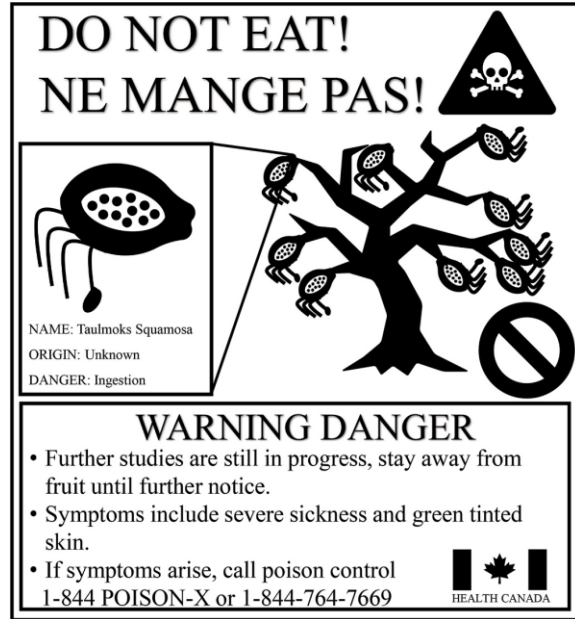 DO NOT EAT!
NE MANGE PAS!
NAME: Taulmoks Squamosa
ORIGIN: Unknown
DANGER: Ingestion
WARNING DANGER
• Further studies are still in progress, stay away from
fruit until further notice.
• Symptoms include severe sickness and green tinted
skin.
• If symptoms arise, call poison control
1-844 POISON-X or 1-844-764-7669
HEALTH CANADA